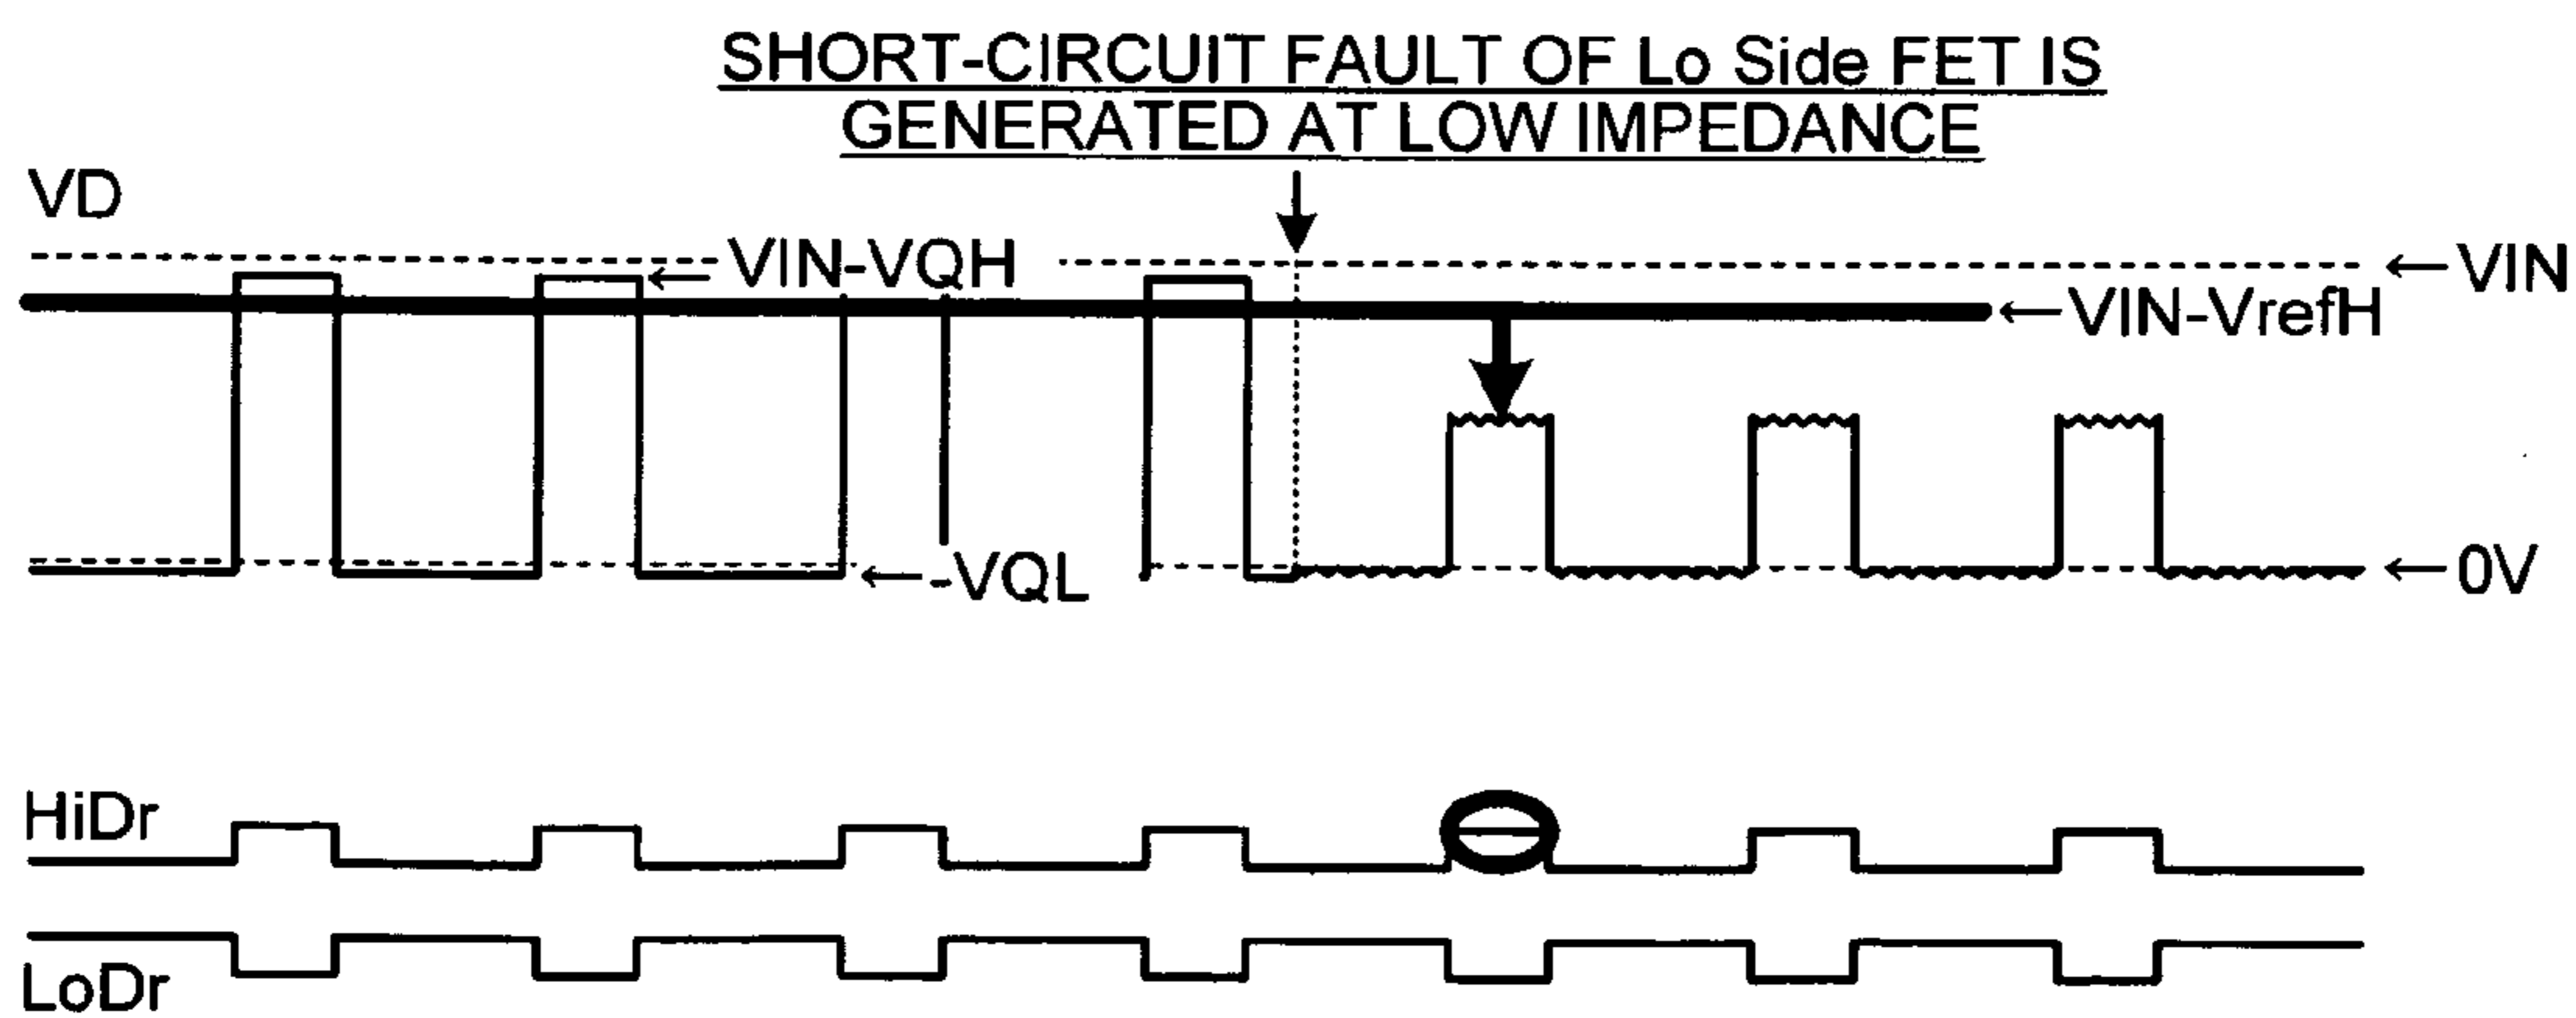 SHORT-CIRCUIT FAULT OF Lo Side FET IS
GENERATED AT LOW IMPEDANCE
VD
VIN-VQH
VIN
VIN-VrefH
-VQL
0V
HiDr
LoDr